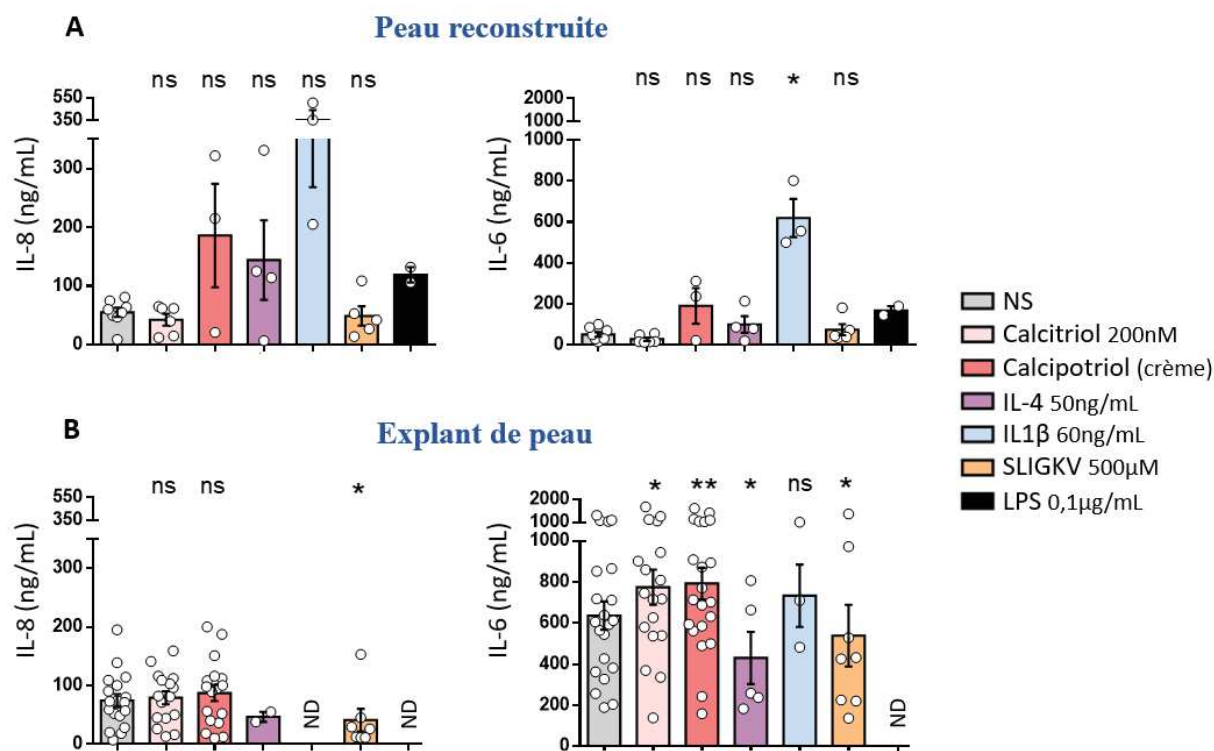 A
Peau reconstruite
ns ns ns ns ns
550
350
300
200
100
0
IL-8 (ng/mL)
ns ns ns * ns
2000
1000
1000
800
600
400
200
0
IL-6 (ng/mL)
NS
Calcitriol 200nM
Calcipotriol (crème)
IL-4 50ng/mL
IL1β 60ng/mL
SLIGKV 500µM
LPS 0,1µg/mL
B
Explant de peau
ns ns *
550
350
300
200
100
0
IL-8 (ng/mL)
ND
ND
* ** * ns *
2000
1000
1000
800
600
400
200
0
IL-6 (ng/mL)
ND